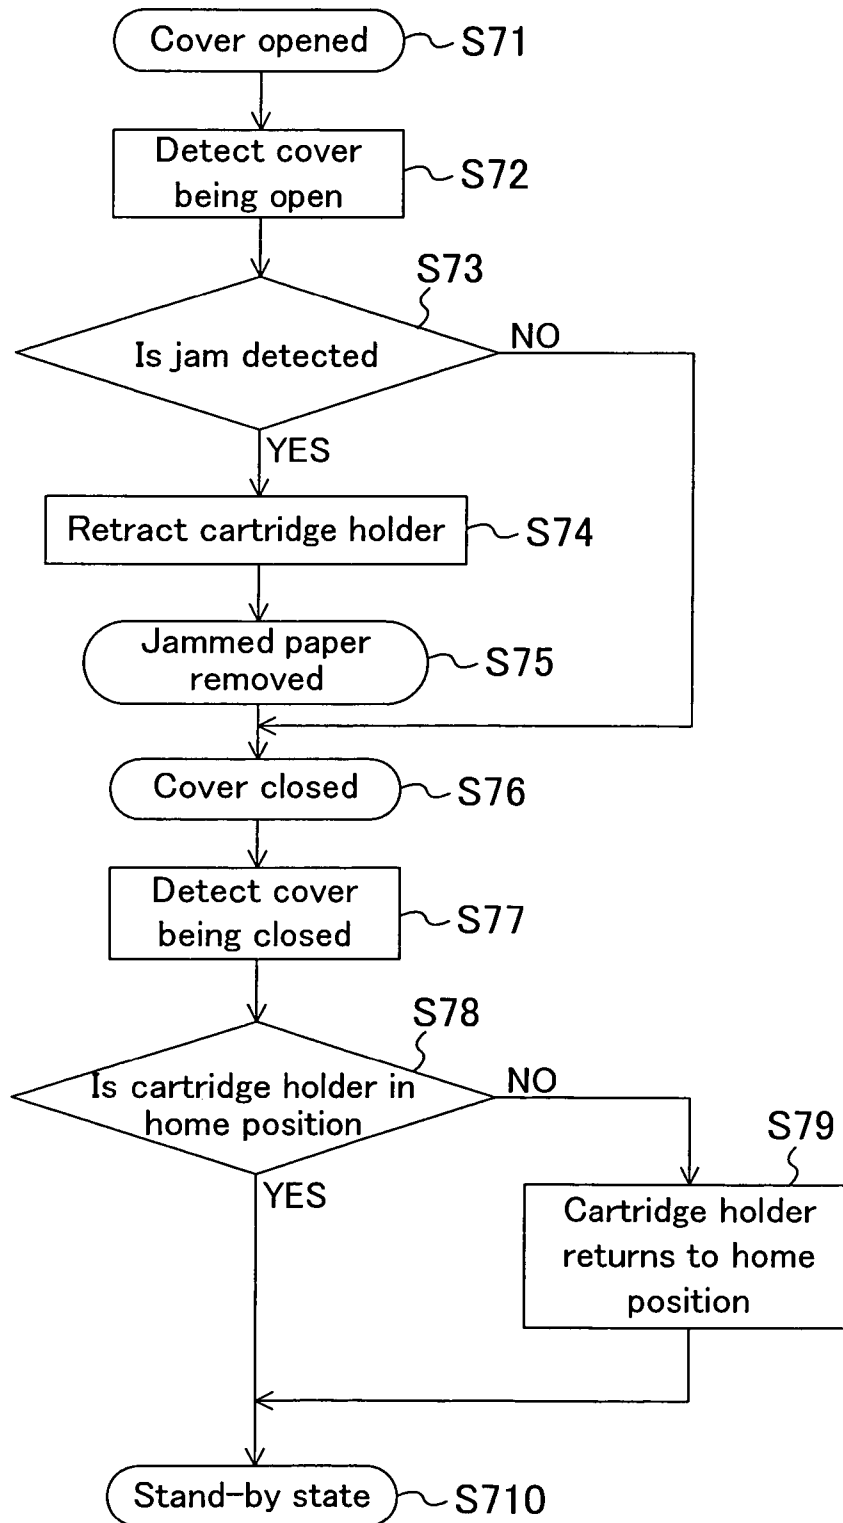 Cover opened
S71
Detect cover
being open
S72
S73
Is jam detected
NO
YES
Retract cartridge holder
S74
Jammed paper
removed
S75
Cover closed
S76
Detect cover
being closed
S77
S78
Is cartridge holder in
home position
NO
YES
S79
Cartridge holder
returns to home
position
Stand-by state
S710